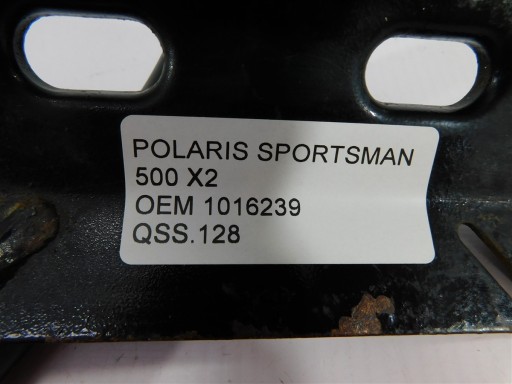 POLARIS SPORTSMAN
500 X2
OEM 1016239
QSS.128